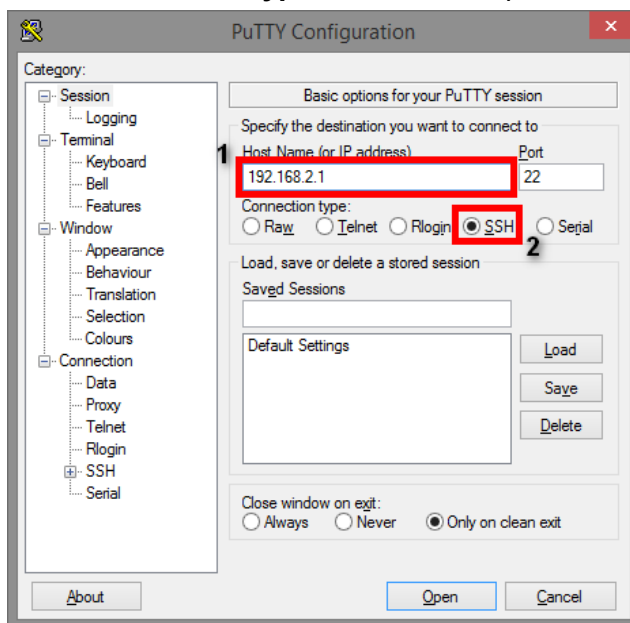 PuTTY Configuration
Category:
Session
Logging
Terminal
Keyboard
Bell
Features
Window
Appearance
Behaviour
Translation
Selection
Colours
Connection
Data
Proxy
Telnet
Rlogin
SSH
Serial
Basic options for your PuTTY session
Specify the destination you want to connect to
1
Host Name (or IP address)
Port
192.168.2.1
22
Connection type:
Raw
Telnet
Rlogin
SSH
Serial
2
Load, save or delete a stored session
Saved Sessions
Default Settings
Load
Save
Delete
Close window on exit:
Always
Never
Only on clean exit
About
Open
Cancel